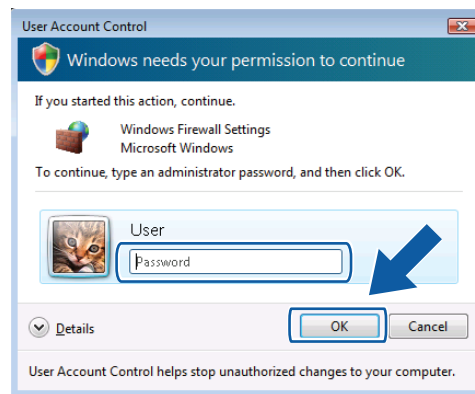 User Account Control
Windows needs your permission to continue
If you started this action, continue.
Windows Firewall Settings
Microsoft Windows
To continue, type an administrator password, and then click OK.
User
Password
Details
OK
Cancel
User Account Control helps stop unauthorized changes to your computer.